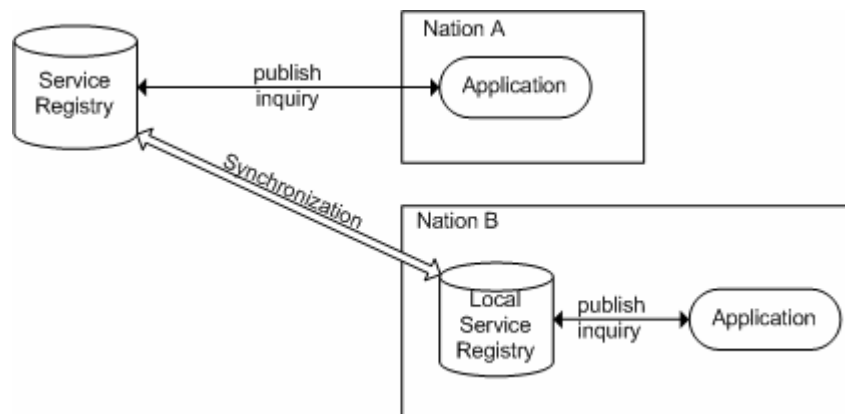 Nation A
Service
Registry
publish
inquiry
Application
Synchronization
Nation B
Local
Service
Registry
publish
inquiry
Application